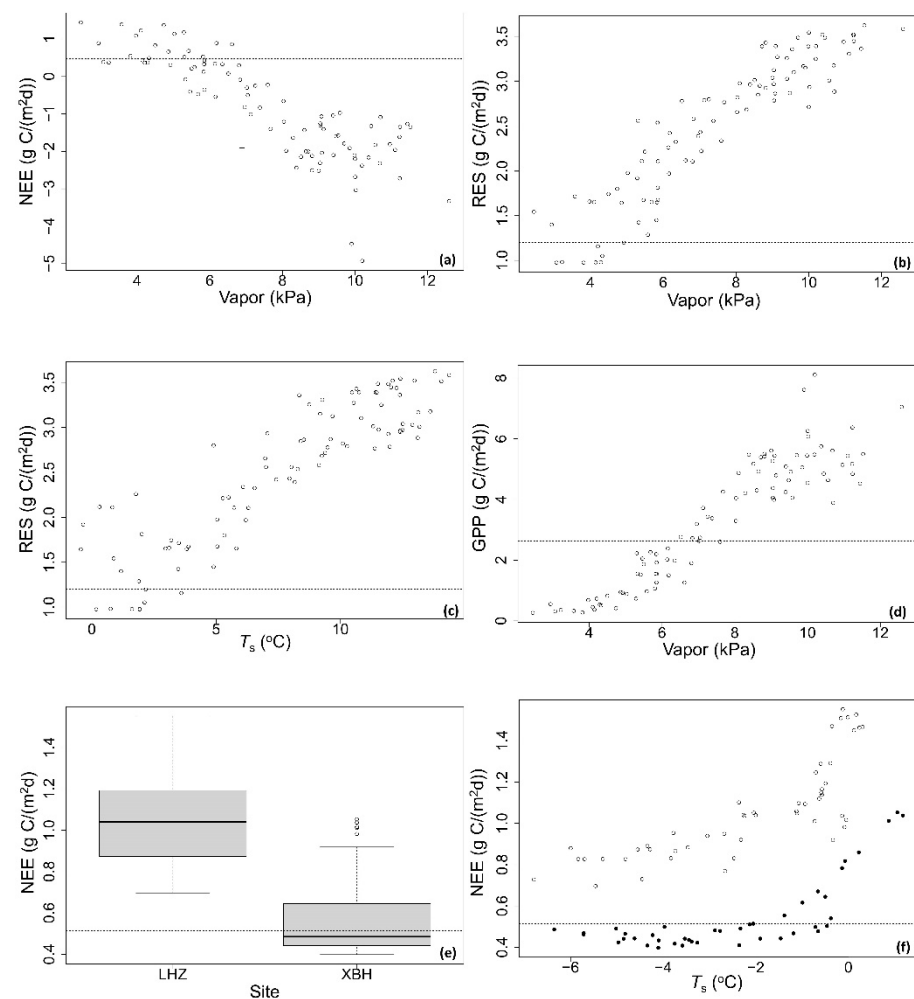 NEE (g C/(m²d))
1
0
−1
−2
−3
−4
−5
4
6
8
10
12
Vapor (kPa)
(a)
RES (g C/(m²d))
3.5
3.0
2.5
2.0
1.5
1.0
4
6
8
10
12
Vapor (kPa)
(b)
RES (g C/(m²d))
3.5
3.0
2.5
2.0
1.5
1.0
0
5
10
Ts (oC)
(c)
GPP (g C/(m²d))
8
6
4
2
0
4
6
8
10
12
Vapor (kPa)
(d)
NEE (g C/(m²d))
1.4
1.2
1.0
0.8
0.6
0.4
LHZ
XBH
Site
(e)
NEE (g C/(m²d))
1.4
1.2
1.0
0.8
0.6
0.4
−6
−4
−2
0
Ts (oC)
(f)